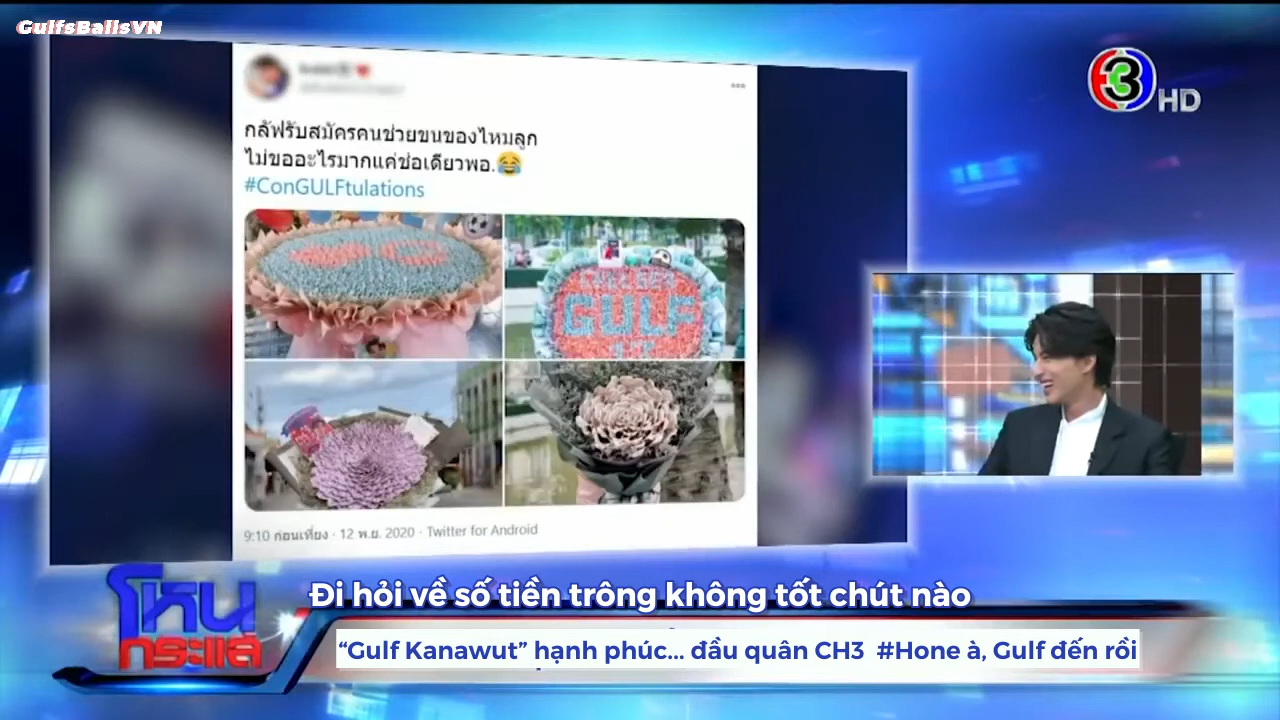 GulfsBallsVN
3 HD
กลัฟรับสมัครคนช่วยขนของไหมลูก
ไม่ขออะไรมากแค่ช่อเดียวพอ.😂
#ConGULFtulations
GULF
9:10 ก่อนเที่ยง · 12 พ.ย. 2020 · Twitter for Android
Đi hỏi về số tiền trông không tốt chút nào
โหนกระแส
“Gulf Kanawut” hạnh phúc... đầu quân CH3 #Hone à, Gulf đến rồi